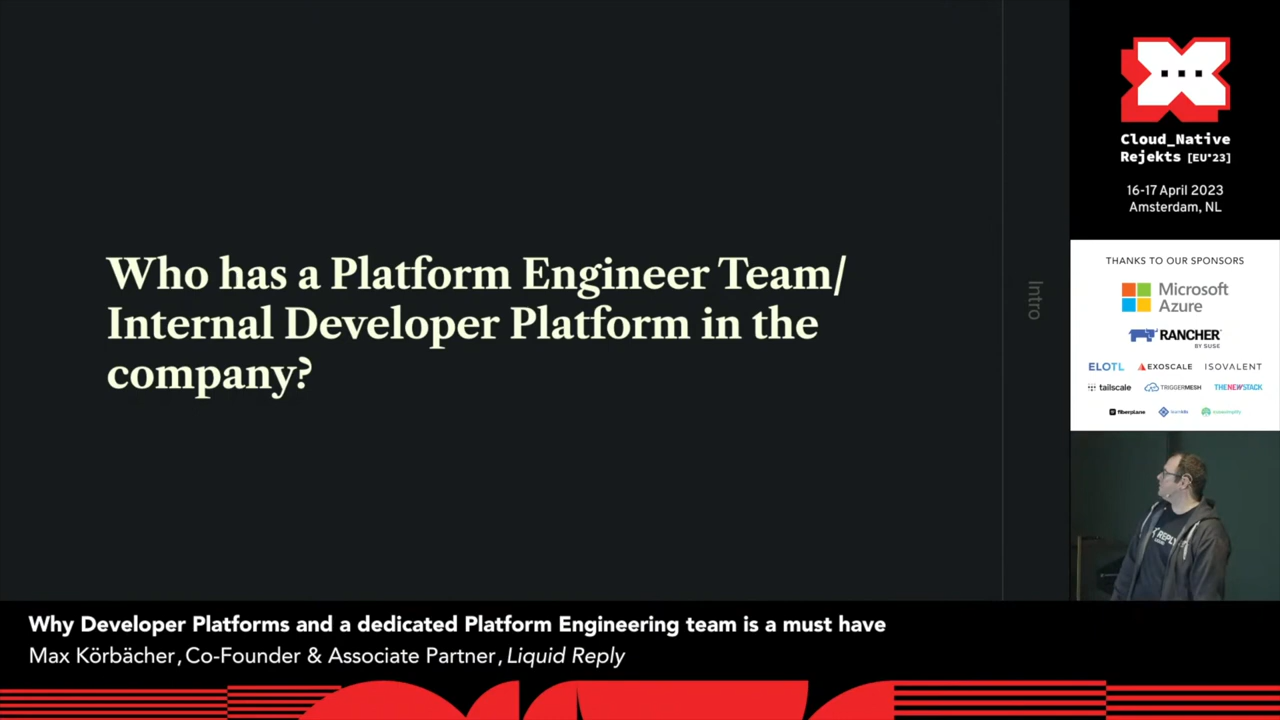 Who has a Platform Engineer Team/
Internal Developer Platform in the
company?
Intro
Cloud_Native
Rejekts [EU*23]
16-17 April 2023
Amsterdam, NL
THANKS TO OUR SPONSORS
Microsoft
Azure
RANCHER
BY SUSE
ELOTL EXOSCALE ISOVALENT
tailscale TRIGGERMESH THENEWSTACK
fiberplane
REPLY
Why Developer Platforms and a dedicated Platform Engineering team is a must have
Max Körbächer, Co-Founder & Associate Partner, Liquid Reply